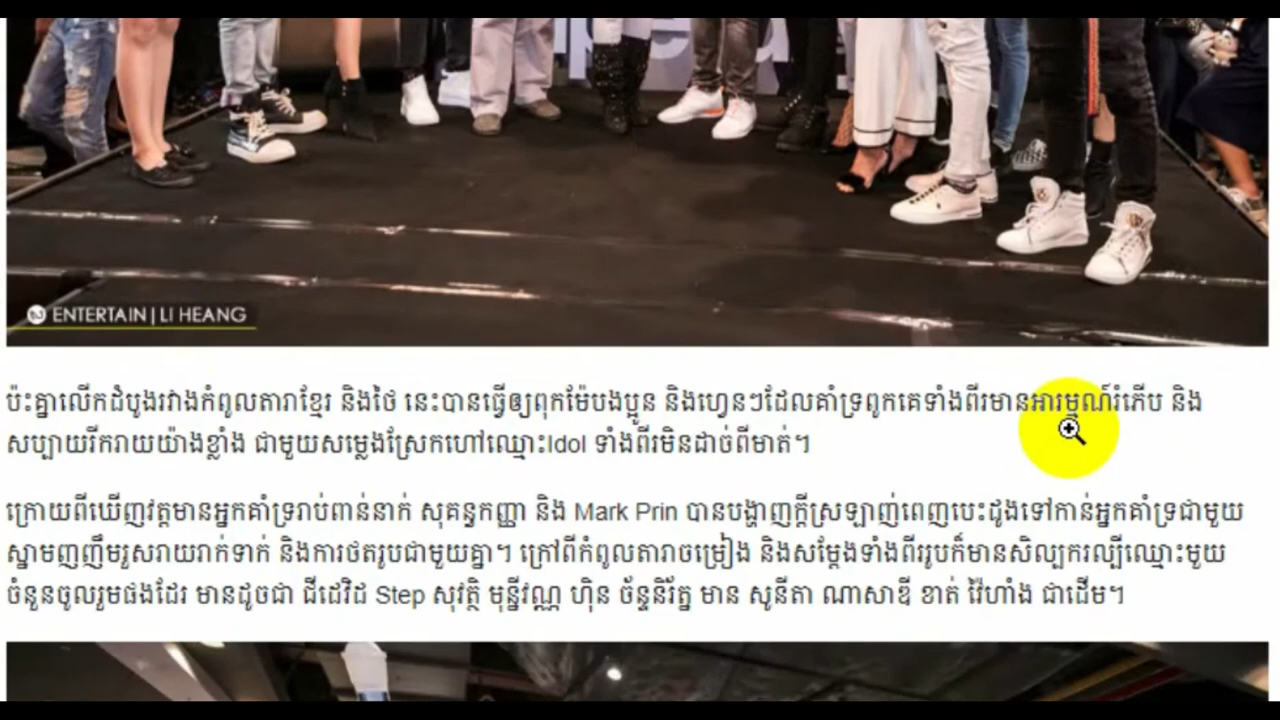 ENTERTAIN | LI HEANG
ប៉ះគ្នាលើកដំបូងរវាងកំពូលតារាខ្មែរ និងថៃ នេះបានធ្វើឲ្យពុកម៉ែបងប្អូន និងហ្វេនៗដែលគាំទ្រពួកគេទាំងពីរមានអារម្មណ៍រំភើប និង
សប្បាយរីករាយយ៉ាងខ្លាំង ជាមួយសម្លេងស្រែកហៅឈ្មោះIdol ទាំងពីរមិនដាច់ពីមាត់។
ក្រោយពីឃើញវត្តមានអ្នកគាំទ្ររាប់ពាន់នាក់ សុគន្ធកញ្ញា និង Mark Prin បានបង្ហាញក្ដីស្រឡាញ់ពេញបេះដូងទៅកាន់អ្នកគាំទ្រជាមួយ
ស្នាមញញឹមរួសរាយរាក់ទាក់ និងការថតរូបជាមួយគ្នា។ ក្រៅពីកំពូលតារាចម្រៀង និងសម្ដែងទាំងពីររូបក៏មានសិល្បករល្បីឈ្មោះមួយ
ចំនួនចូលរួមផងដែរ មានដូចជា ជីដេវិដ Step សុវត្ថិ មុន្នីវណ្ណ ហ៊ិន ច័ន្ទនិរ័ត្ន មាន សូនីតា ណាសាឌី ខាត់ វ៉ៃហាំង ជាដើម។